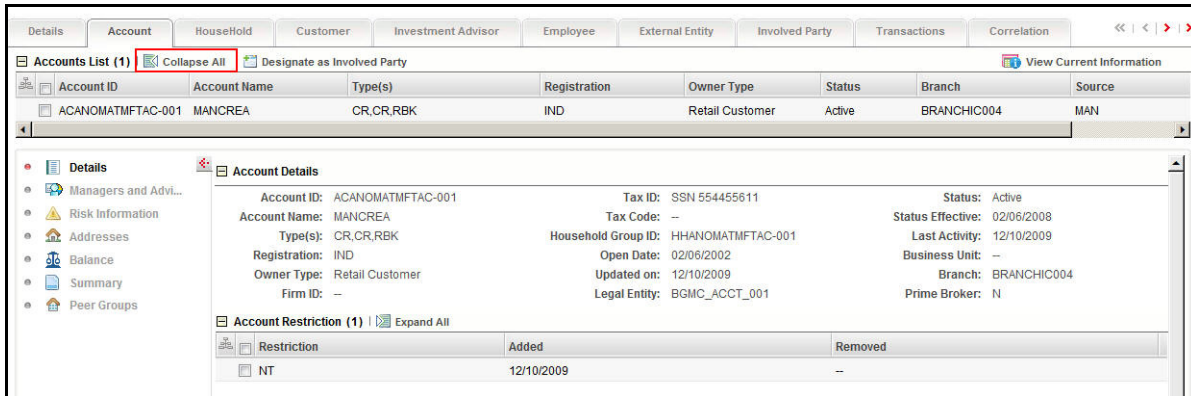 Details Account HouseHold Customer Investment Advisor Employee External Entity Involved Party Transactions Correlation
Accounts List (1) Collapse All Designate as Involved Party View Current Information
Account ID Account Name Type(s) Registration Owner Type Status Branch Source
ACANOMATMFTAC-001 MANCREA CR,CR,RBK IND Retail Customer Active BRANCHIC004 MAN
Details
Managers and Advi...
Risk Information
Addresses
Balance
Summary
Peer Groups
Account Details
Account ID: ACANOMATMFTAC-001 Tax ID: SSN 554455611 Status: Active
Account Name: MANCREA Tax Code: -- Status Effective: 02/06/2008
Type(s): CR,CR,RBK Household Group ID: HHANOMATMFTAC-001 Last Activity: 12/10/2009
Registration: IND Open Date: 02/06/2002 Business Unit: --
Owner Type: Retail Customer Updated on: 12/10/2009 Branch: BRANCHIC004
Firm ID: -- Legal Entity: BGMC_ACCT_001 Prime Broker: N
Account Restriction (1) | Expand All
Restriction Added Removed
NT 12/10/2009 --